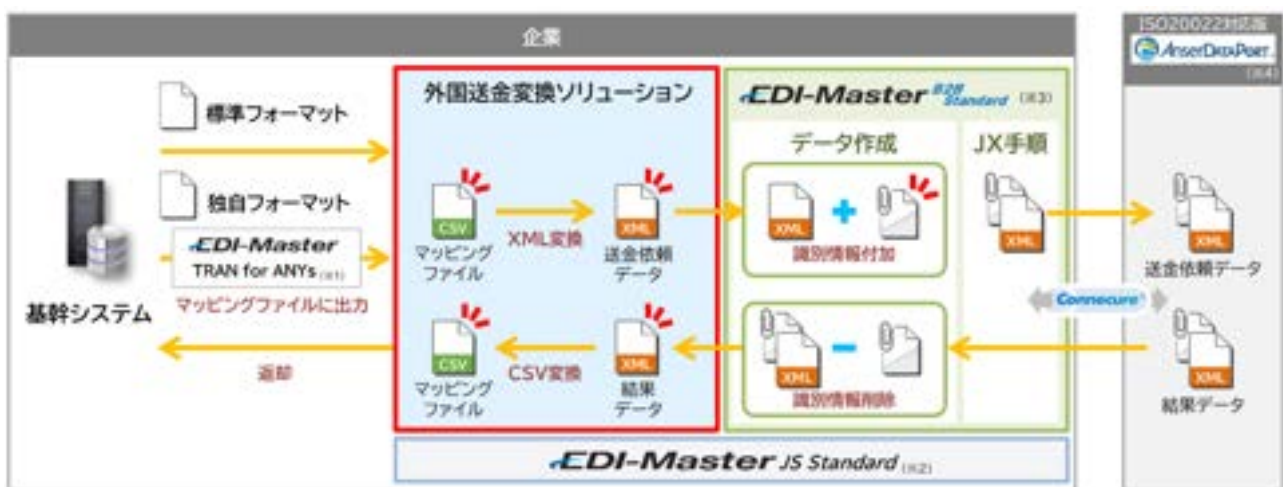 企業
ISO20022対応版
AnserDATAPORT
(※4)
標準フォーマット
独自フォーマット
EDI-Master
TRAN for ANYs (※1)
マッピングファイルに出力
基幹システム
返却
外国送金変換ソリューション
CSV
XML変換
XML
マッピング
ファイル
送金依頼
データ
CSV
CSV変換
XML
マッピング
ファイル
結果
データ
EDI-Master B2B Standard (※3)
データ作成
JX手順
XML
識別情報付加
XML
XML
識別情報削除
Connecure
XML
送金依頼データ
XML
結果データ
EDI-Master JS Standard (※2)